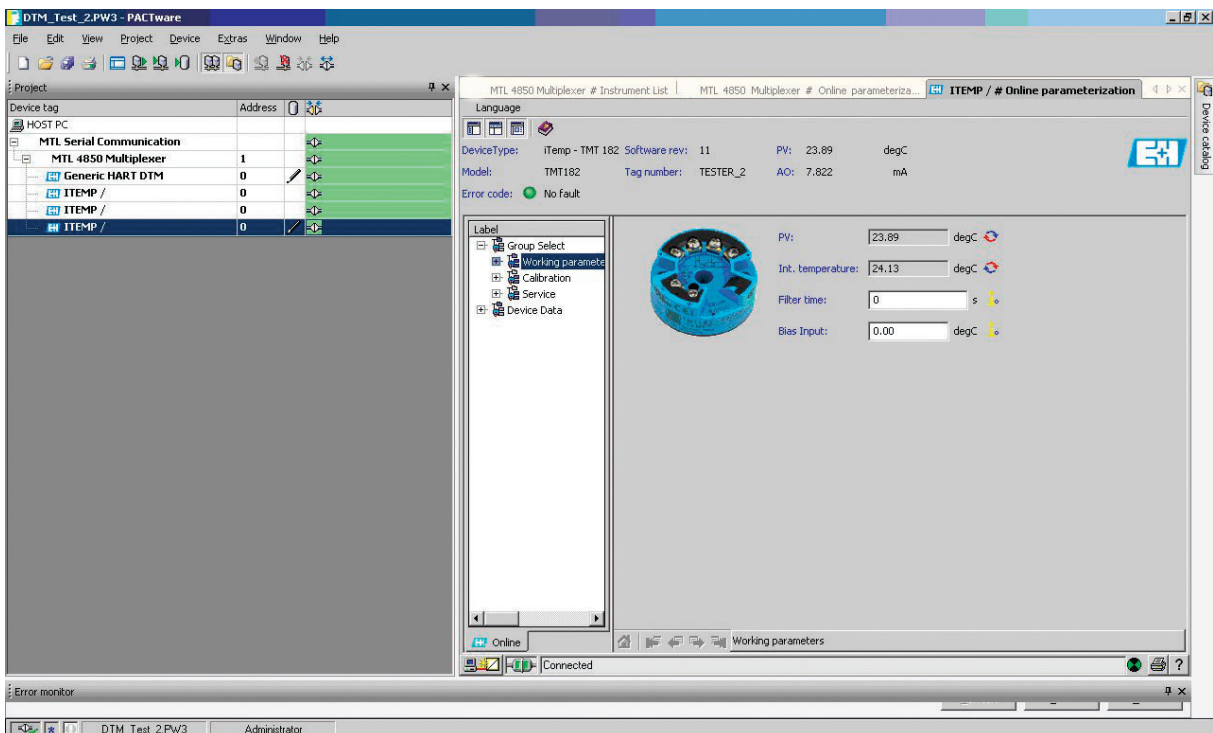 DTM_Test_2.PW3 - PACTware
File Edit View Project Device Extras Window Help
Project
Device tag Address
HOST PC
MTL Serial Communication
MTL 4850 Multiplexer 1
Generic HART DTM 0
ITEMP / 0
ITEMP / 0
ITEMP / 0
MTL 4850 Multiplexer # Instrument List MTL 4850 Multiplexer # Online parameteriza... ITEMP / # Online parameterization
Device catalog
Language
DeviceType: iTemp - TMT 182 Software rev: 11 PV: 23.89 degC
Model: TMT182 Tag number: TESTER_2 AO: 7.822 mA
Error code: No fault
E+H
Label
Group Select
Working paramete
Calibration
Service
Device Data
PV: 23.89 degC
Int. temperature: 24.13 degC
Filter time: 0 s
Bias Input: 0.00 degC
Online
Working parameters
Connected
Error monitor
DTM_Test_2.PW3 Administrator